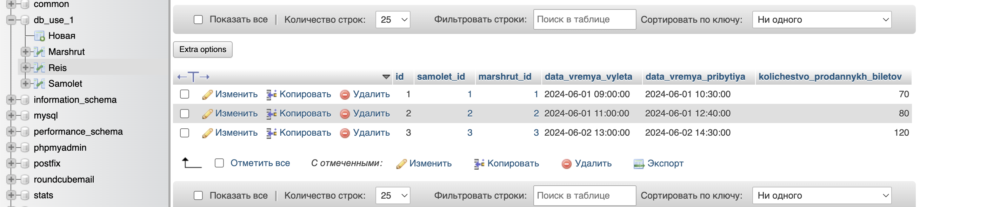 common
db_use_1
Новая
Marshrut
Reis
Samolet
information_schema
mysql
performance_schema
phpmyadmin
postfix
roundcubemail
stats
Показать все | Количество строк: 25 Фильтровать строки: Поиск в таблице Сортировать по ключу: Ни одного
Extra options
id samolet_id marshrut_id data_vremya_vyleta data_vremya_pribytiya kolichestvo_prodannykh_biletov
Изменить Копировать Удалить 1 1 1 2024-06-01 09:00:00 2024-06-01 10:30:00 70
Изменить Копировать Удалить 2 2 2 2024-06-01 11:00:00 2024-06-01 12:40:00 80
Изменить Копировать Удалить 3 3 3 2024-06-02 13:00:00 2024-06-02 14:30:00 120
Отметить все С отмеченными: Изменить Копировать Удалить Экспорт
Показать все | Количество строк: 25 Фильтровать строки: Поиск в таблице Сортировать по ключу: Ни одного